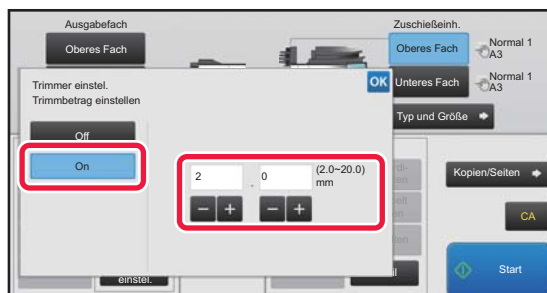 Ausgabefach
Zuschießeinh.
Oberes Fach
Oberes Fach
Normal 1
A3
Trimmer einstel.
Trimmbetrag einstellen
OK
Unteres Fach
Normal 1
A3
Typ und Größe
Off
On
2 . 0 (2.0~20.0)
mm
Kopien/Seiten
CA
einstel.
Start